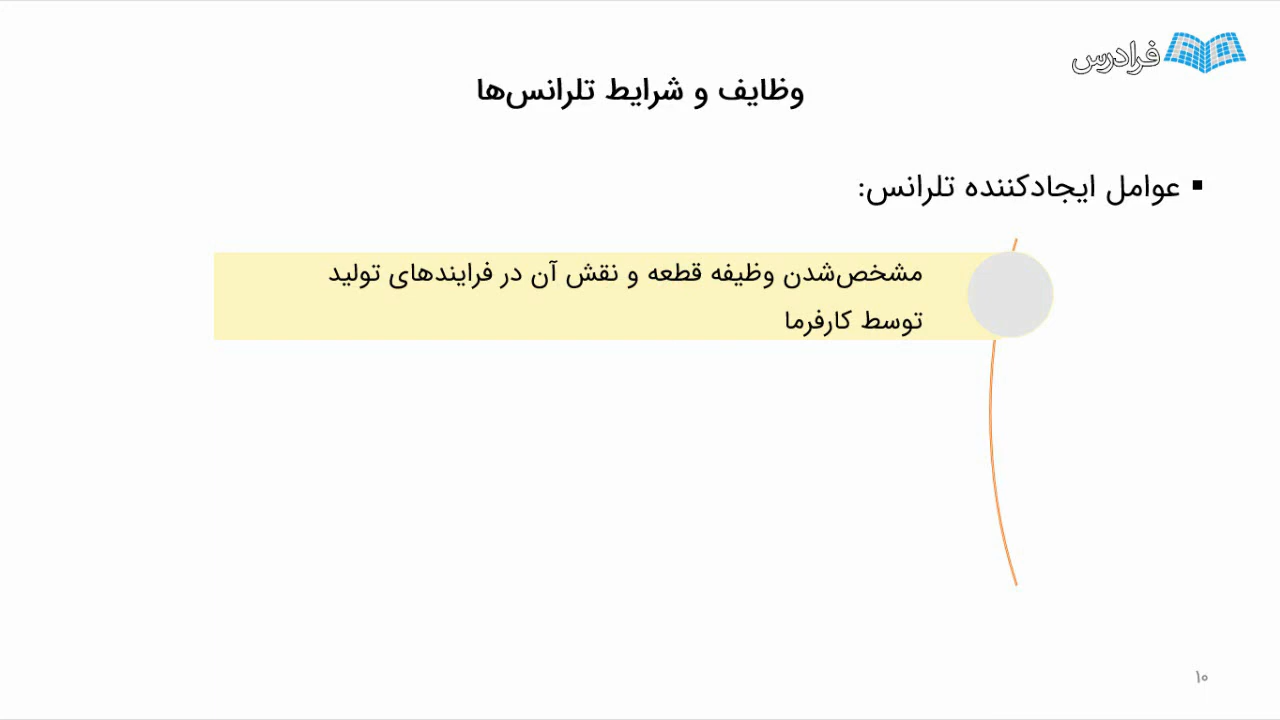 فرادرس
وظایف و شرایط تلرانس‌ها
▪ عوامل ایجادکننده تلرانس:
مشخص‌شدن وظیفه قطعه و نقش آن در فرایندهای تولید
توسط کارفرما
۱۰